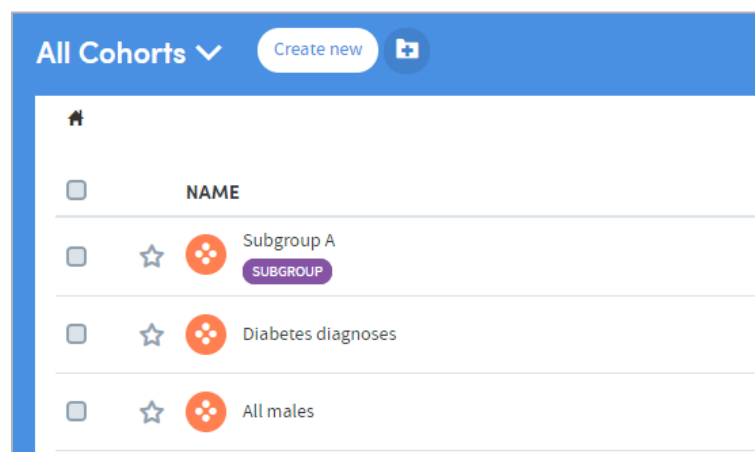 All Cohorts
Create new
NAME
Subgroup A
SUBGROUP
Diabetes diagnoses
All males